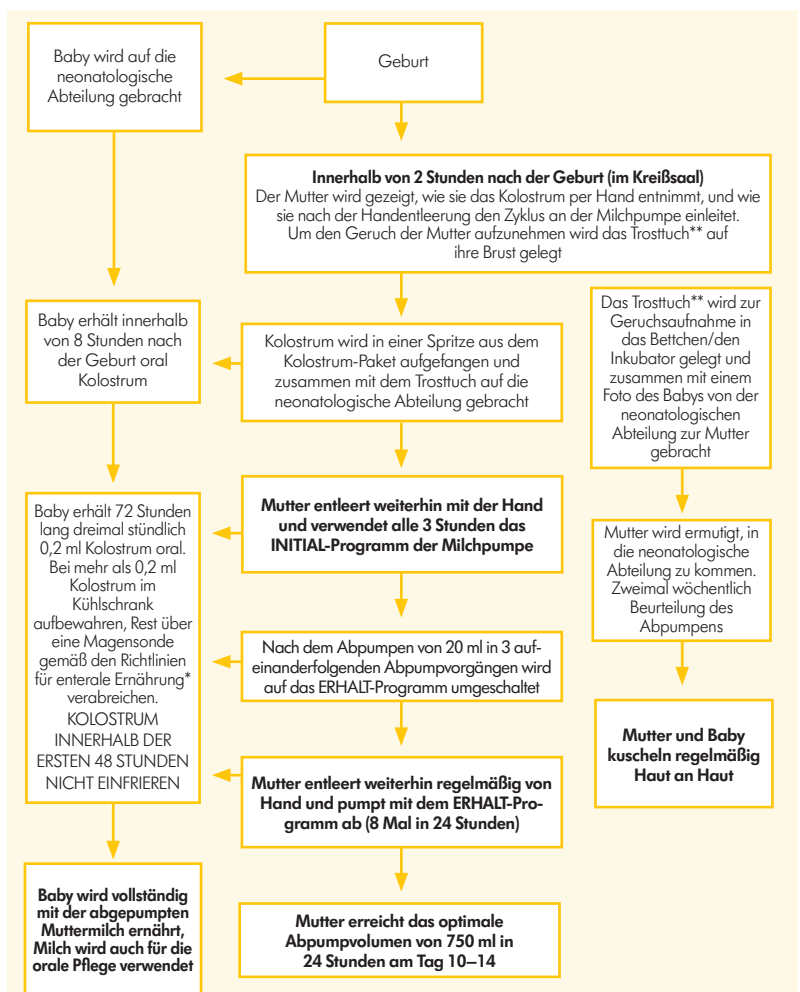 Baby wird auf die
neonatologische
Abteilung gebracht
Geburt
Innerhalb von 2 Stunden nach der Geburt (im Kreißsaal)
Der Mutter wird gezeigt, wie sie das Kolostrum per Hand entnimmt, und wie
sie nach der Handentleerung den Zyklus an der Milchpumpe einleitet.
Um den Geruch der Mutter aufzunehmen wird das Trosttuch** auf
ihre Brust gelegt
Baby erhält innerhalb
von 8 Stunden nach
der Geburt oral
Kolostrum
Kolostrum wird in einer Spritze aus dem
Kolostrum-Paket aufgefangen und
zusammen mit dem Trosttuch auf die
neonatologische Abteilung gebracht
Das Trosttuch** wird zur
Geruchsaufnahme in
das Bettchen/den
Inkubator gelegt und
zusammen mit einem
Foto des Babys von der
neonatologischen
Abteilung zur Mutter
gebracht
Baby erhält 72 Stunden
lang dreimal stündlich
0,2 ml Kolostrum oral.
Bei mehr als 0,2 ml
Kolostrum im
Kühlschrank
aufbewahren, Rest über
eine Magensonde
gemäß den Richtlinien
für enterale Ernährung*
verabreichen.
KOLOSTRUM
INNERHALB DER
ERSTEN 48 STUNDEN
NICHT EINFRIEREN
Mutter entleert weiterhin mit der Hand
und verwendet alle 3 Stunden das
INITIAL-Programm der Milchpumpe
Mutter wird ermutigt, in
die neonatologische
Abteilung zu kommen.
Zweimal wöchentlich
Beurteilung des
Abpumpens
Nach dem Abpumpen von 20 ml in 3 auf-
einanderfolgenden Abpumpvorgängen wird
auf das ERHALT-Programm umgeschaltet
Mutter und Baby
kuscheln regelmäßig
Haut an Haut
Mutter entleert weiterhin regelmäßig von
Hand und pumpt mit dem ERHALT-Pro-
gramm ab (8 Mal in 24 Stunden)
Baby wird vollständig
mit der abgepumpten
Muttermilch ernährt,
Milch wird auch für die
orale Pflege verwendet
Mutter erreicht das optimale
Abpumpvolumen von 750 ml in
24 Stunden am Tag 10–14